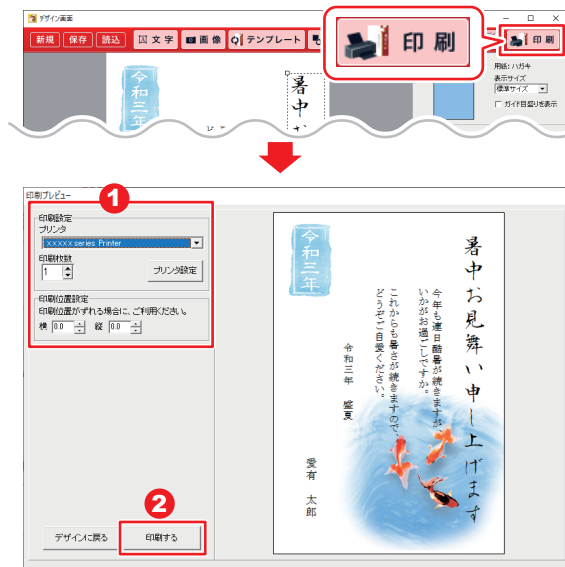 デザイン画面
新規
保存
読込
文字
画像
テンプレート
印刷
印刷
用紙: ハガキ
表示サイズ
標準サイズ
ガイド目盛りを表示
令和三年
暑中お
印刷プレビュー
1
印刷設定
プリンタ
xxxxx series Printer
印刷枚数
1
プリンタ設定
印刷位置設定
印刷位置がずれる場合に、ご利用ください。
横 0.0 縦 0.0
2
デザインに戻る
印刷する
令和三年
暑中お見舞い申し上げます
今年も連日酷暑が続きますが、
いかがお過ごしですか。
これからも暑さが続きますので、
どうぞご自愛ください。
令和三年 盛夏
愛有 太郎